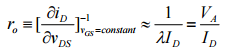 r_o ≡ [∂i_D / ∂v_DS]^{-1}_{v_GS=constant} ≈ 1 / λI_D = V_A / I_D